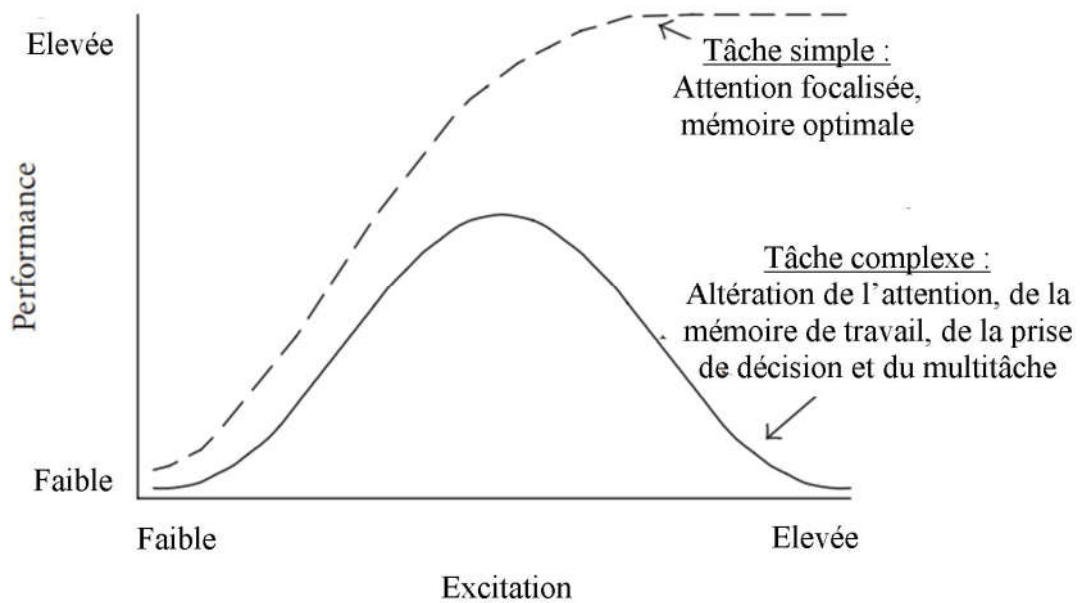 Elevée
Tâche simple :
Attention focalisée,
mémoire optimale
Performance
Tâche complexe :
Altération de l'attention, de la
mémoire de travail, de la prise
de décision et du multitâche
Faible
Faible
Elevée
Excitation